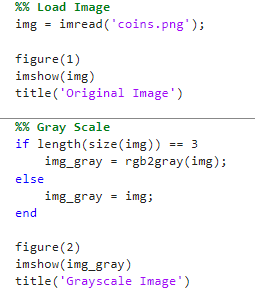 %% Load Image
img = imread('coins.png');
figure(1)
imshow(img)
title('Original Image')
%% Gray Scale
if length(size(img)) == 3
    img_gray = rgb2gray(img);
else
    img_gray = img;
end
figure(2)
imshow(img_gray)
title('Grayscale Image')